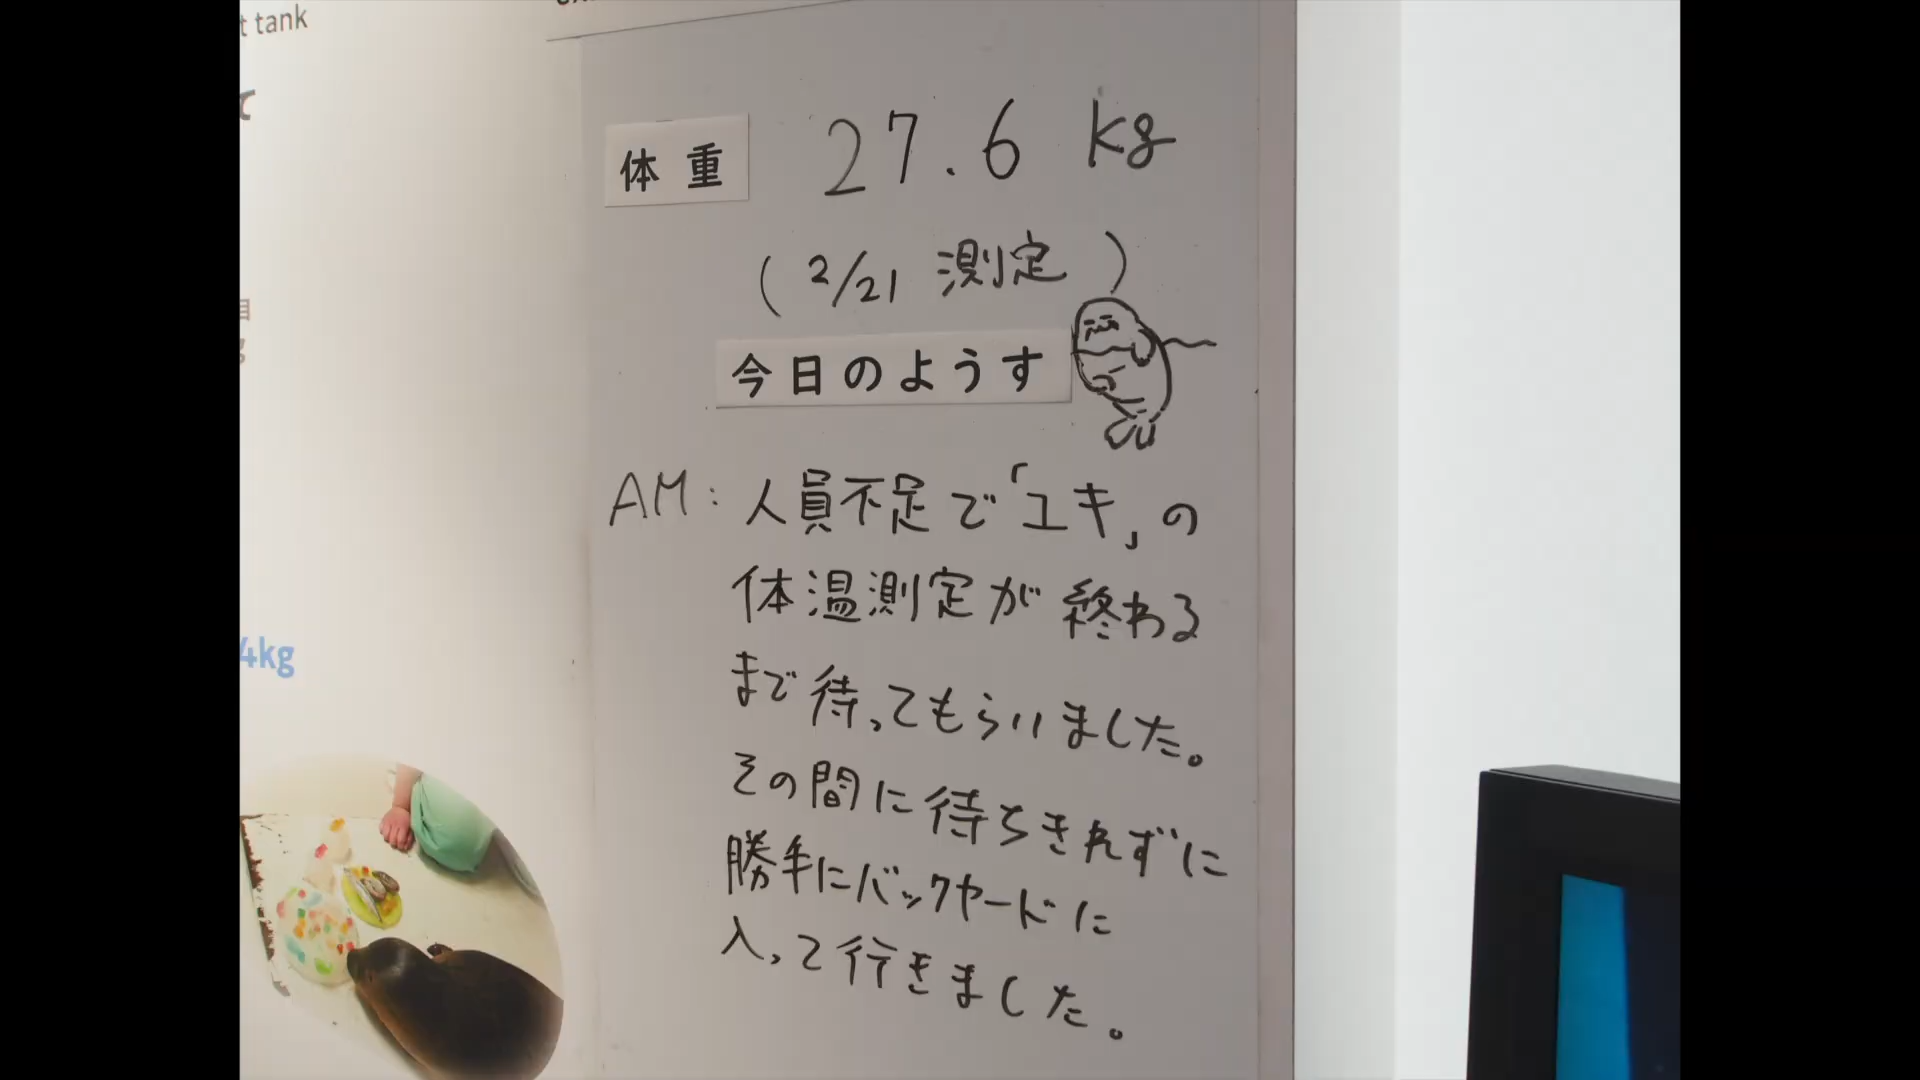 t tank
て
4kg
体重 27.6 kg
(2/21 測定)
今日のようす
AM: 人員不足で「ユキ」の
体温測定が終わる
まで待ってもらいました。
その間に待ちきれずに
勝手にバックヤードに
入って行きました。